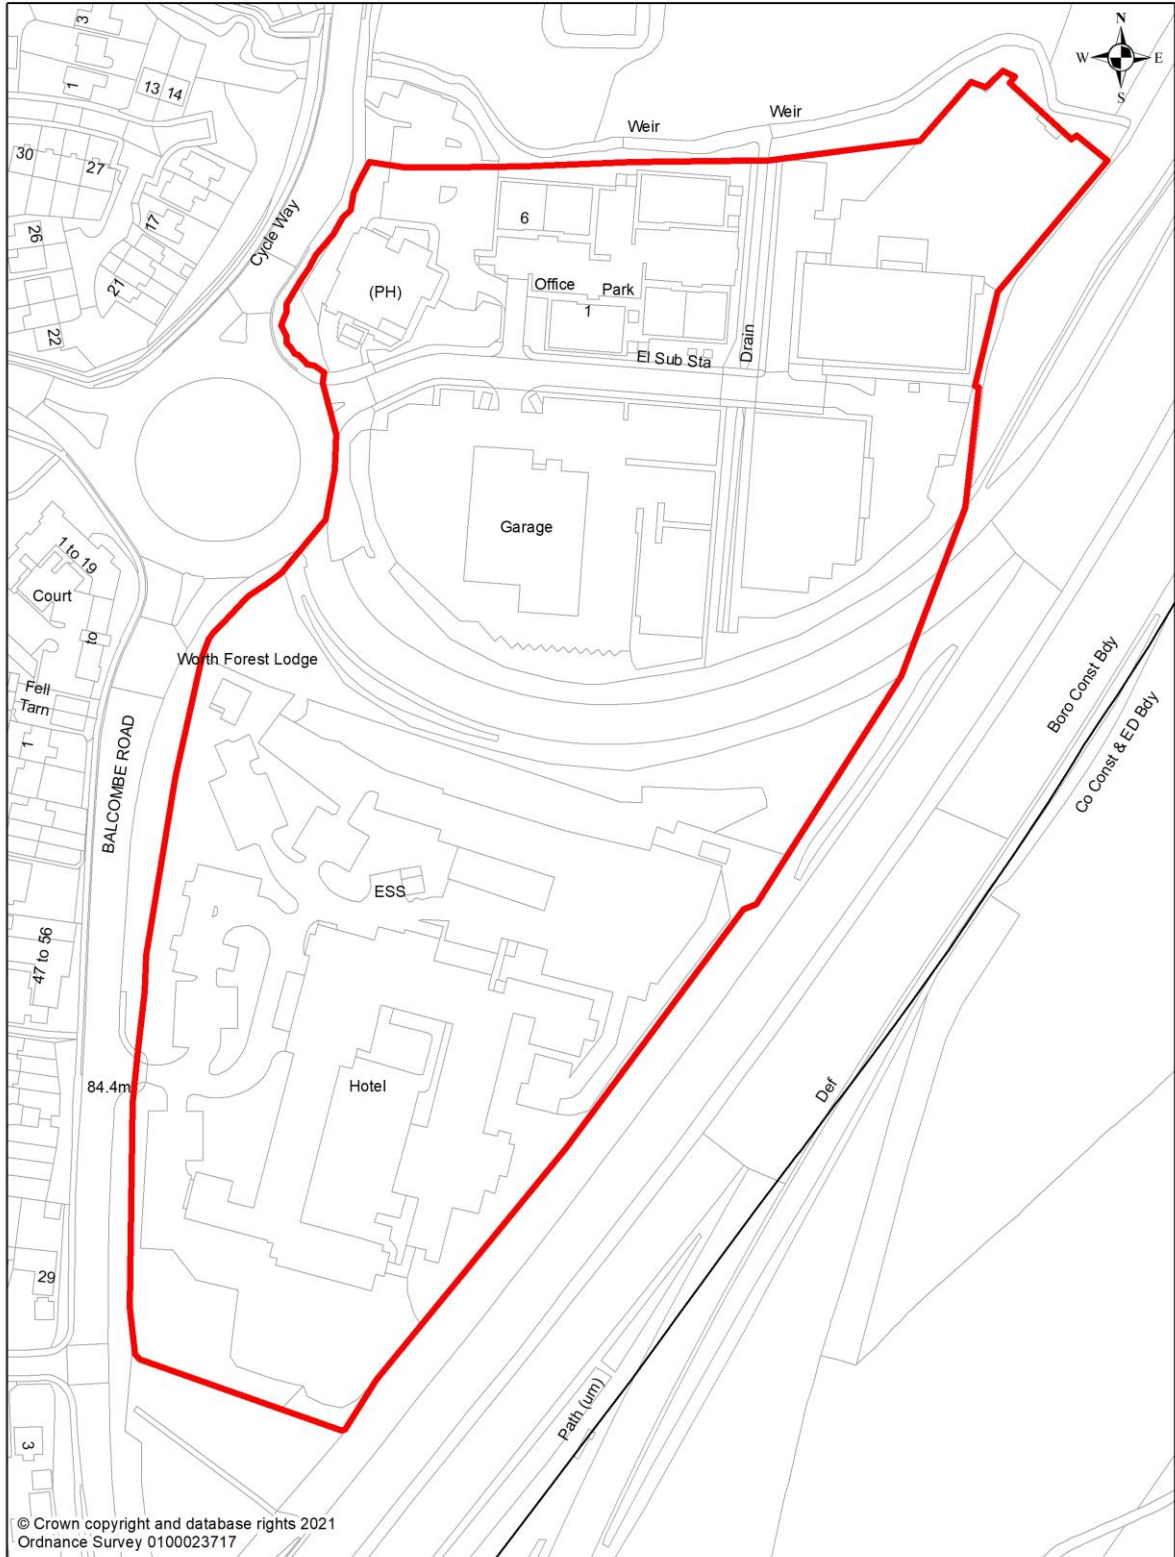 N
W E
S
3
1
13 14
30
27
17
26
21
22
Cycle Way
Weir
Weir
(PH)
6
Office Park
1
El Sub Sta
Drain
Garage
1 to 19
Court
to
Fell
Tarn
1
Worth Forest Lodge
BALCOMBE ROAD
Boro Const Bdy
Co Const & ED Bdy
ESS
47 to 56
Hotel
84.4m
Def
29
Path (um)
3
© Crown copyright and database rights 2021
Ordnance Survey 0100023717